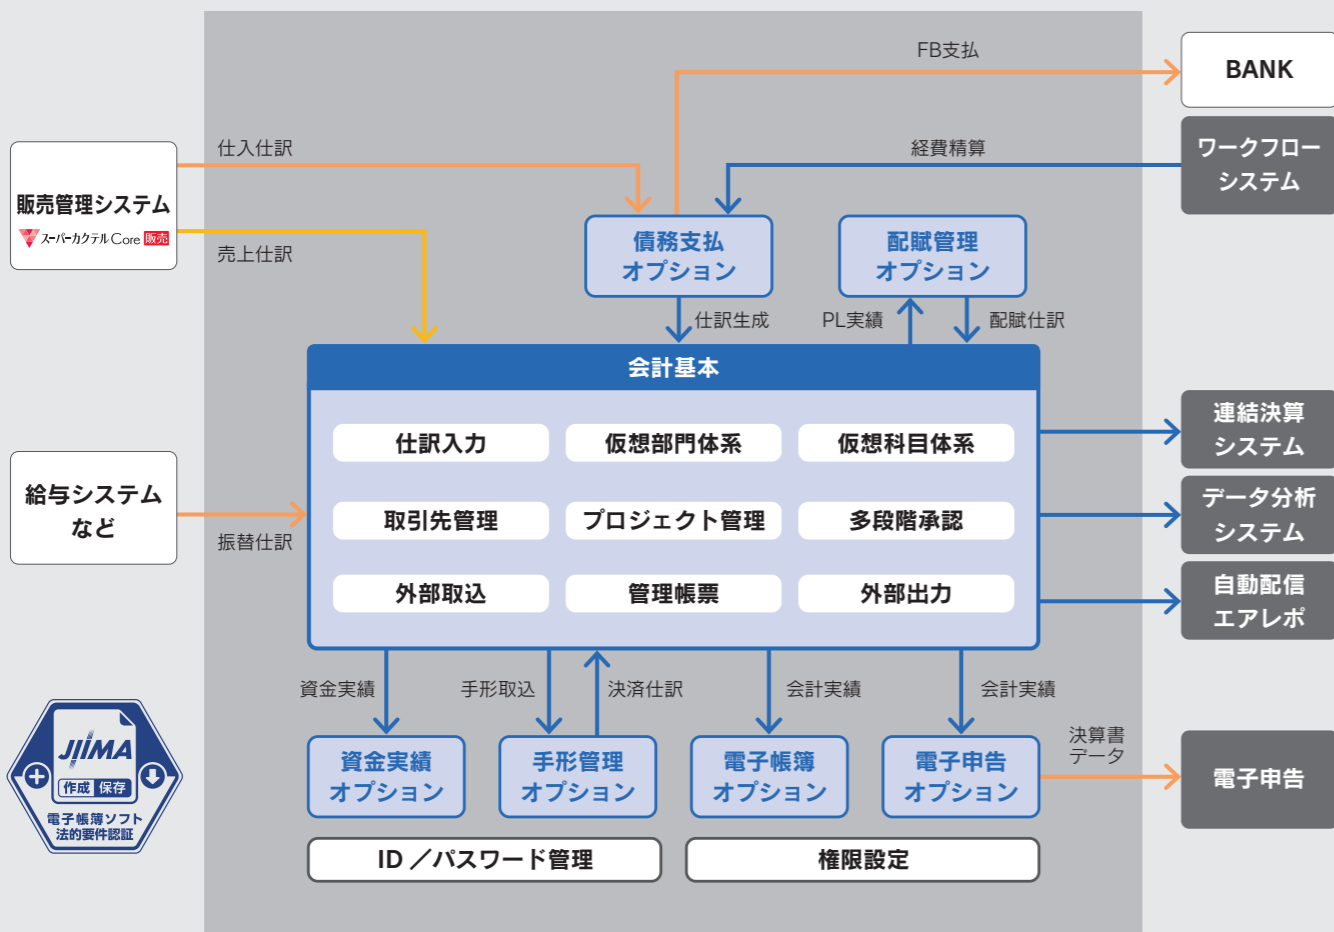 FB支払
BANK
仕入仕訳
経費精算
ワークフロー
システム
販売管理システム
スーパーカクテルCore 販売
売上仕訳
債務支払
オプション
配賦管理
オプション
仕訳生成
PL実績
配賦仕訳
会計基本
仕訳入力
仮想部門体系
仮想科目体系
取引先管理
プロジェクト管理
多段階承認
外部取込
管理帳票
外部出力
連結決算
システム
データ分析
システム
自動配信
エアレポ
給与システム
など
振替仕訳
資金実績
手形取込
決済仕訳
会計実績
会計実績
資金実績
オプション
手形管理
オプション
電子帳簿
オプション
電子申告
オプション
決算書
データ
電子申告
JIIMA
作成 保存
電子帳簿ソフト
法的要件認証
ID／パスワード管理
権限設定